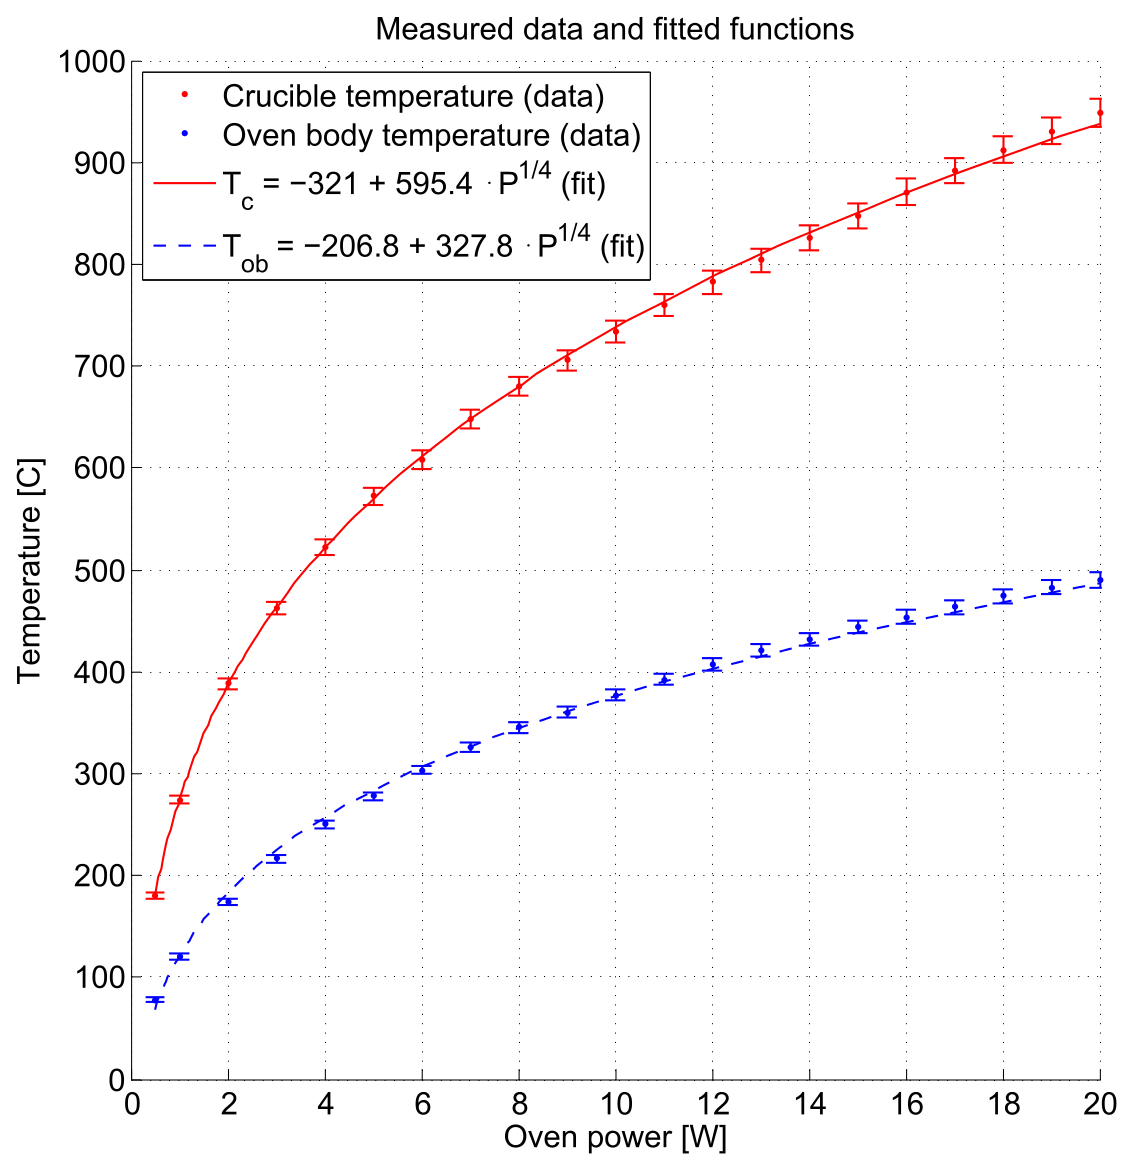 Measured data and fitted functions
Crucible temperature (data)
Oven body temperature (data)
T_c = −321 + 595.4 · P^1/4 (fit)
T_ob = −206.8 + 327.8 · P^1/4 (fit)
1000
900
800
700
600
500
400
300
200
100
0
Temperature [C]
0 2 4 6 8 10 12 14 16 18 20
Oven power [W]